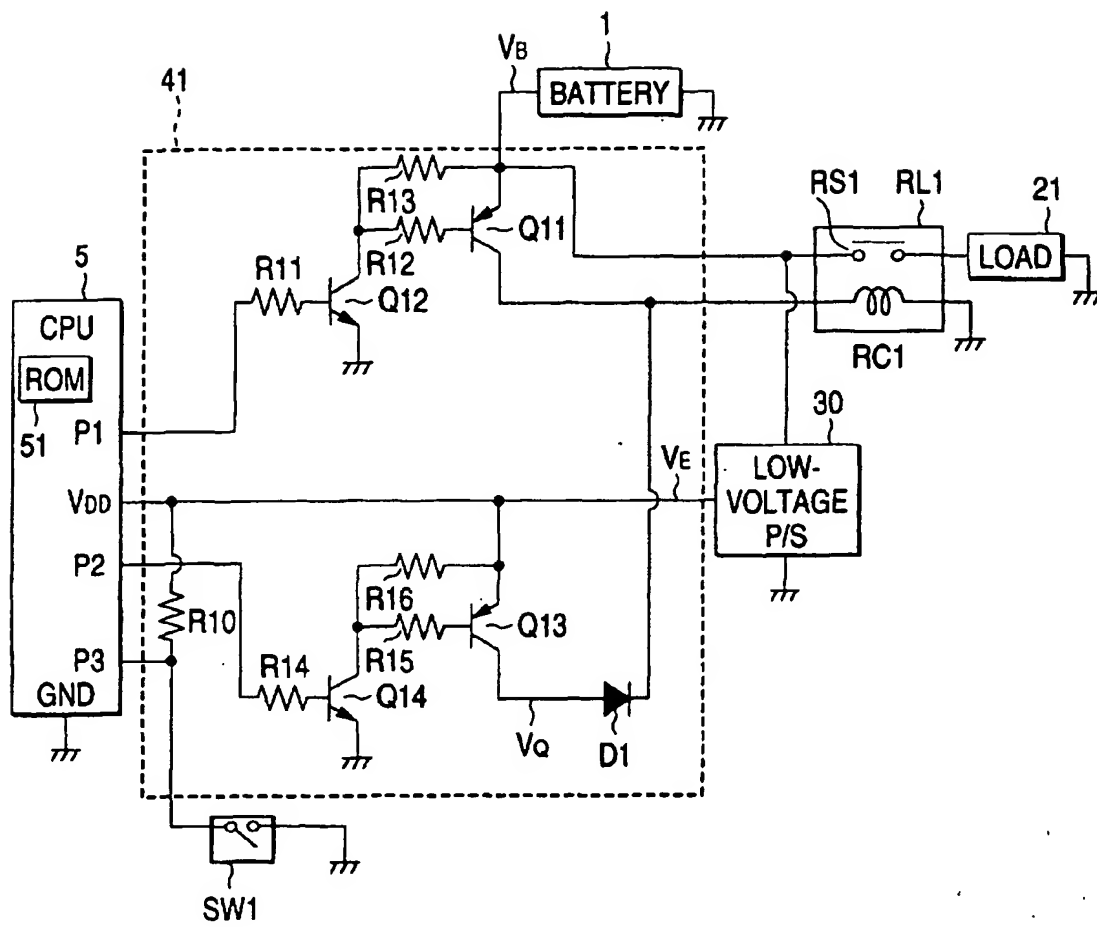 1
VB
BATTERY
41
R13
R12
Q11
RS1
RL1
21
LOAD
5
R11
Q12
CPU
ROM
51
P1
RC1
30
VE
LOW-
VOLTAGE
P/S
VDD
P2
R16
R10
R15
Q13
P3
R14
GND
Q14
VQ
D1
SW1